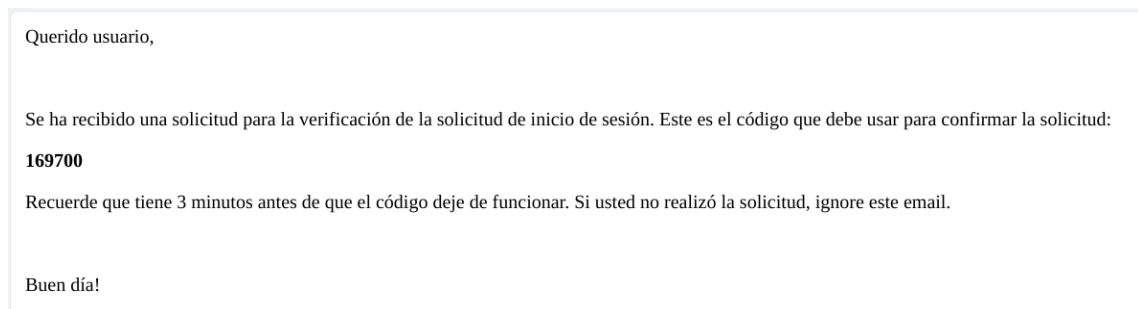 Querido usuario,
Se ha recibido una solicitud para la verificación de la solicitud de inicio de sesión. Este es el código que debe usar para confirmar la solicitud:
169700
Recuerde que tiene 3 minutos antes de que el código deje de funcionar. Si usted no realizó la solicitud, ignore este email.
Buen día!